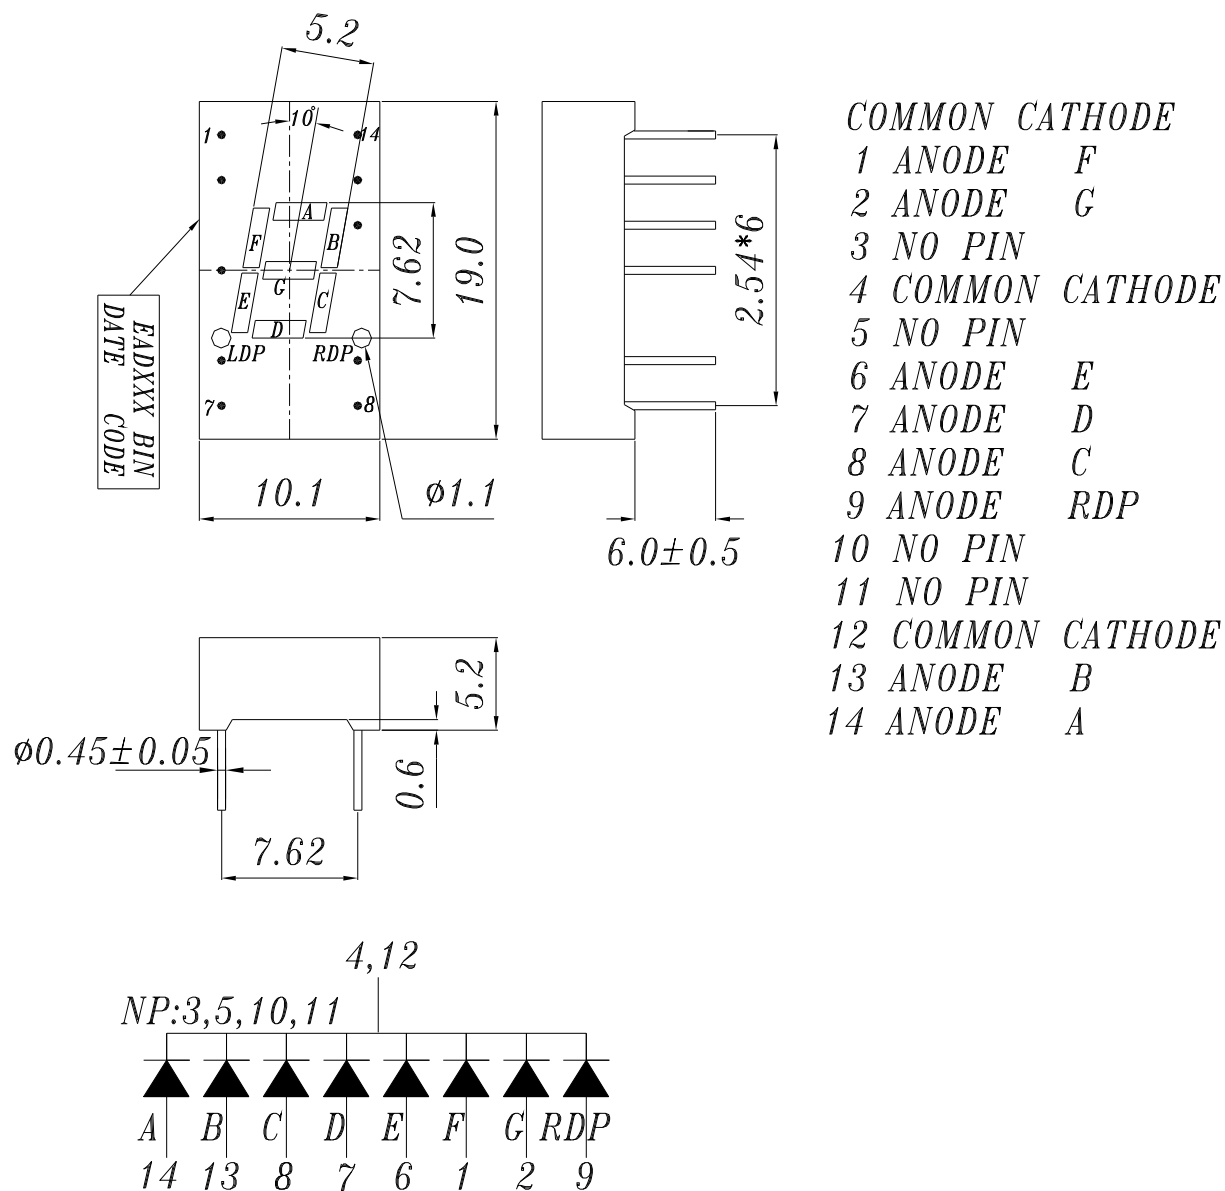 5.2
10°
1
14
A
F
B
G
E
C
D
LDP
RDP
7
8
7.62
19.0
EADXXX BIN
DATE CODE
10.1
ø1.1
2.54*6
6.0±0.5
COMMON CATHODE
1 ANODE F
2 ANODE G
3 NO PIN
4 COMMON CATHODE
5 NO PIN
6 ANODE E
7 ANODE D
8 ANODE C
9 ANODE RDP
10 NO PIN
11 NO PIN
12 COMMON CATHODE
13 ANODE B
14 ANODE A
5.2
ø0.45±0.05
0.6
7.62
4,12
NP:3,5,10,11
A B C D E F G RDP
14 13 8 7 6 1 2 9